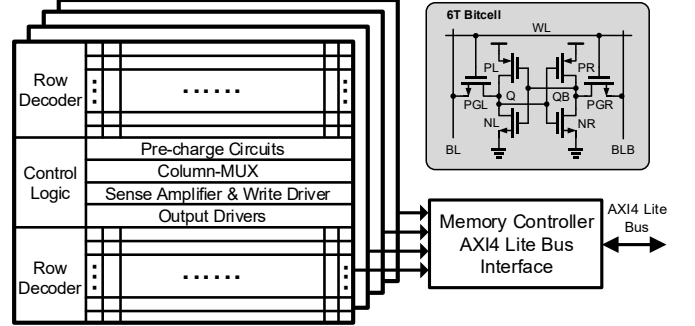 6T Bitcell
WL
PL
PR
PGL
Q
QB
PGR
NL
NR
BL
BLB
Row
Decoder
......
Control
Logic
Pre-charge Circuits
Column-MUX
Sense Amplifier & Write Driver
Output Drivers
Row
Decoder
......
Memory Controller
AXI4 Lite Bus
Interface
AXI4 Lite
Bus